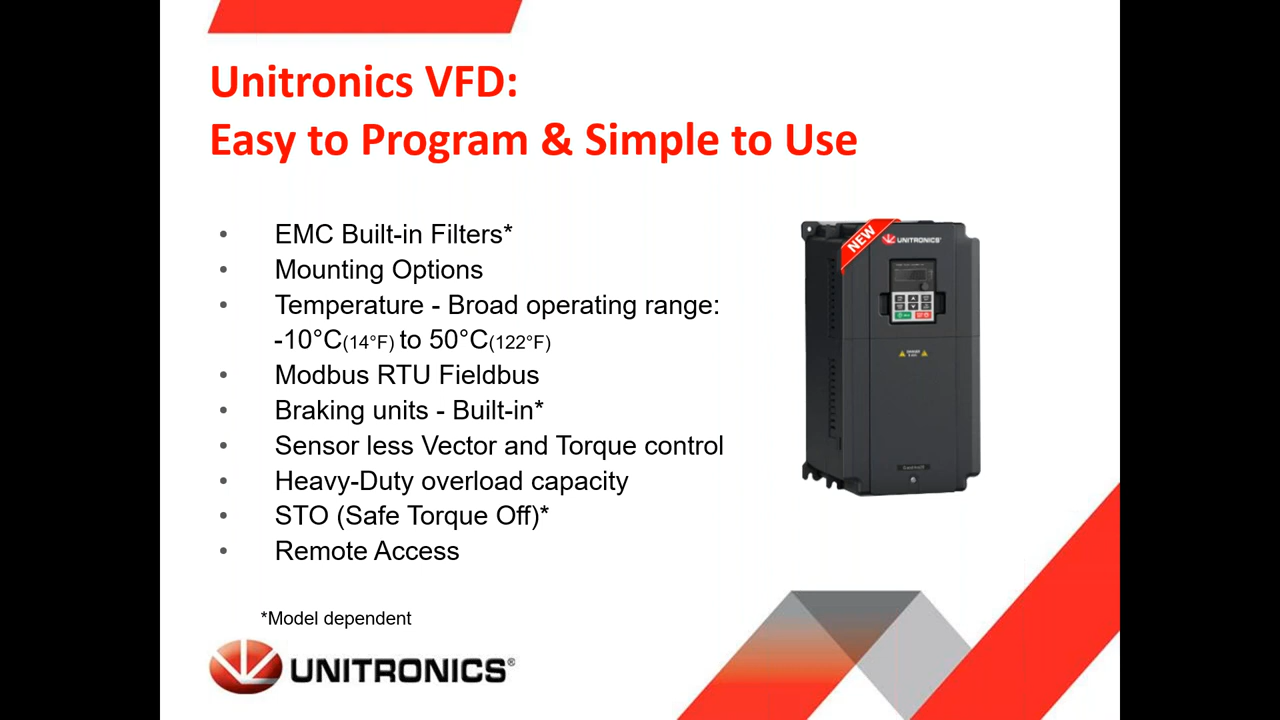 Unitronics VFD:
Easy to Program & Simple to Use
• EMC Built-in Filters*
• Mounting Options
• Temperature - Broad operating range:
-10°C(14°F) to 50°C(122°F)
• Modbus RTU Fieldbus
• Braking units - Built-in*
• Sensor less Vector and Torque control
• Heavy-Duty overload capacity
• STO (Safe Torque Off)*
• Remote Access
NEW
UNITRONICS
*Model dependent
UNITRONICS®